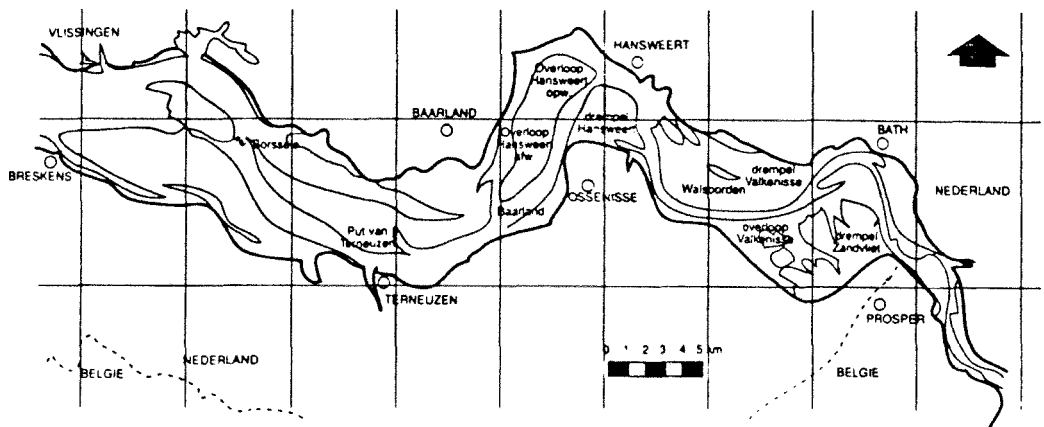 VLISSINGEN
HANSWEERT
Overloop
Hansweert
opw
BAARLAND
drempel
Hansweert
Borssele
Overloop
Hansweert
afw
BATH
BRESKENS
drempel
Valkenisse
Walsoorden
NEDERLAND
OSSENISSE
Baarland
Put van
Terneuzen
overloop
Valkenisse
drempel
Zandvliet
TERNEUZEN
PROSPER
0 1 2 3 4 5 km
NEDERLAND
BELGIE
BELGIE